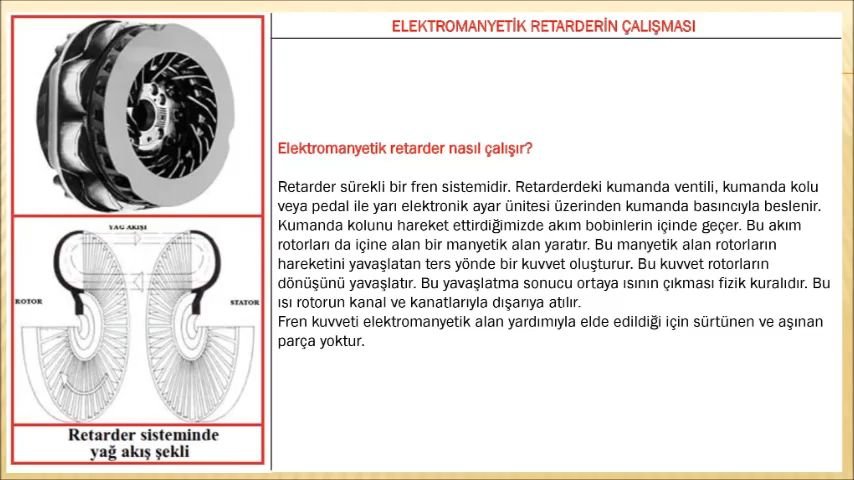 ELEKTROMANYETİK RETARDERİN ÇALIŞMASI
Elektromanyetik retarder nasıl çalışır?
Retarder sürekli bir fren sistemidir. Retarderdeki kumanda ventili, kumanda kolu
veya pedal ile yarı elektronik ayar ünitesi üzerinden kumanda basıncıyla beslenir.
Kumanda kolunu hareket ettirdiğimizde akım bobinlerin içinde geçer. Bu akım
rotorları da içine alan bir manyetik alan yaratır. Bu manyetik alan rotorların
hareketini yavaşlatan ters yönde bir kuvvet oluşturur. Bu kuvvet rotorların
dönüşünü yavaşlatır. Bu yavaşlatma sonucu ortaya ısının çıkması fizik kuralıdır. Bu
ısı rotorun kanal ve kanatlarıyla dışarıya atılır.
Fren kuvveti elektromanyetik alan yardımıyla elde edildiği için sürtünen ve aşınan
parça yoktur.
YAĞ AKIŞI
ROTOR
STATOR
Retarder sisteminde
yağ akış şekli